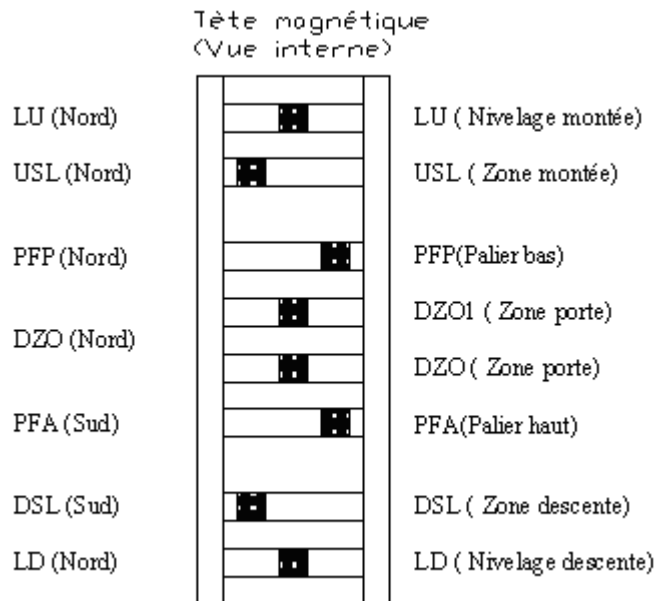 Tète magnétique
(Vue interne)
LU (Nord) LU ( Nivelage montée)
USL (Nord) USL ( Zone montée)
PFP (Nord) PFP(Palier bas)
DZO1 ( Zone porte)
DZO (Nord)
DZO ( Zone porte)
PFA (Sud) PFA(Palier haut)
DSL (Sud) DSL ( Zone descente)
LD (Nord) LD ( Nivelage descente)